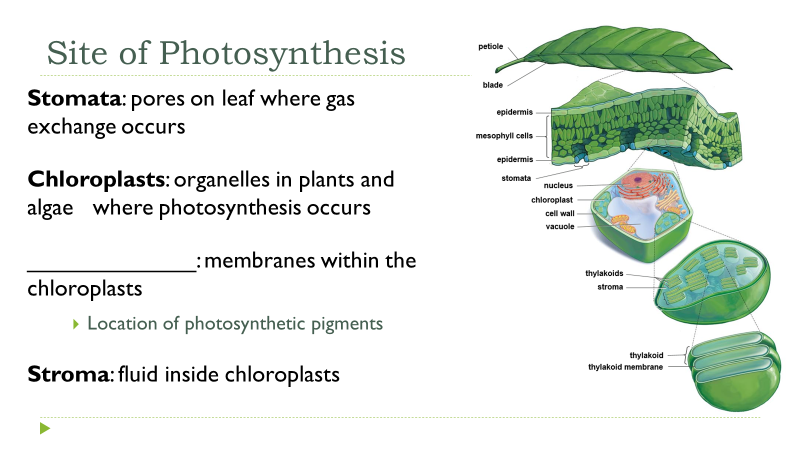 Site of Photosynthesis
Stomata: pores on leaf where gas
exchange occurs
Chloroplasts: organelles in plants and
algae where photosynthesis occurs
______________: membranes within the
chloroplasts
Location of photosynthetic pigments
Stroma: fluid inside chloroplasts
petiole
blade
epidermis
mesophyll cells
epidermis
stomata
nucleus
chloroplast
cell wall
vacuole
thylakoids
stroma
thylakoid
thylakoid membrane